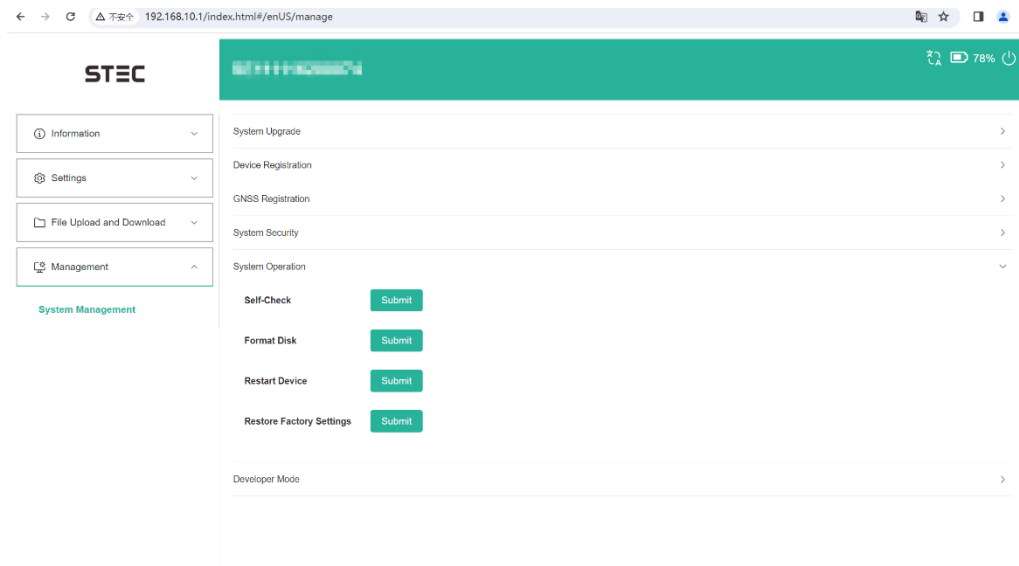 不安全 192.168.10.1/index.html#/enUS/manage
STEC
78%
Information
Settings
File Upload and Download
Management
System Management
System Upgrade
Device Registration
GNSS Registration
System Security
System Operation
Self-Check Submit
Format Disk Submit
Restart Device Submit
Restore Factory Settings Submit
Developer Mode